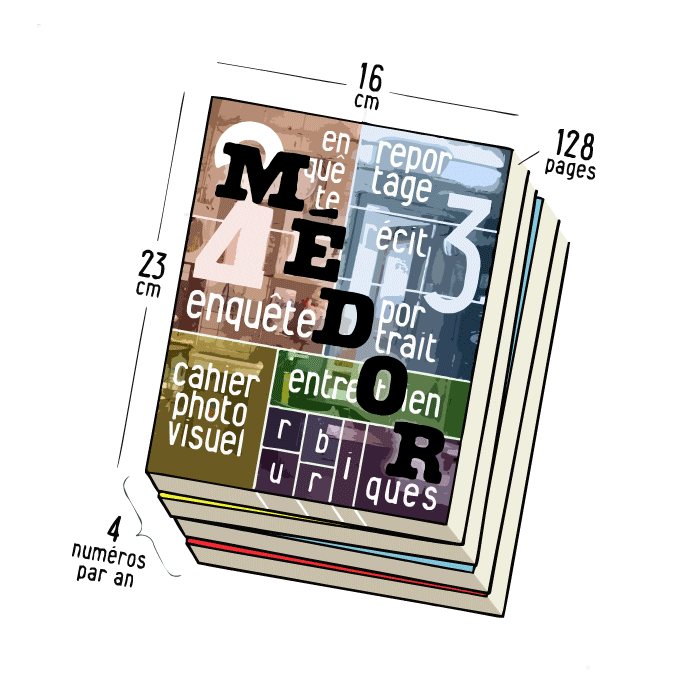 16
cm
128
pages
23
cm
4
numéros
par an
MÉDOR
en
quê
te
repor
tage
récit
3
4
enquête
por
trait
cahier
photo
visuel
entretien
r
u
b
r
i
ques